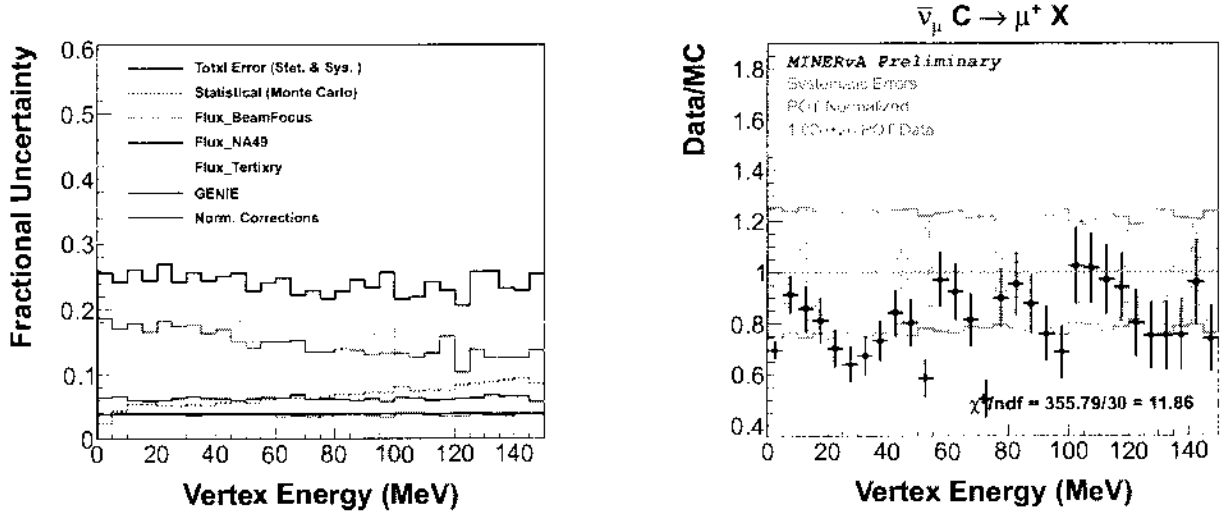 0.6
0.5
0.4
0.3
0.2
0.1
0
Fractional Uncertainty
Totxl Error (Stet. & Sys. )
Statistical (Monte Carlo)
Flux_BeamFocus
Flux_NA49
Flux_Tertixry
GENIE
Norm. Corrections
0 20 40 60 80 100 120 140
Vertex Energy (MeV)
ν̅μ C → μ+ X
1.8
1.6
1.4
1.2
1
0.8
0.6
0.4
Data/MC
MINERvA Preliminary
Systematic Errors
POT Normalized
POT Data
/ndf = 355.79/30 = 11.86
0 20 40 60 80 100 120 140
Vertex Energy (MeV)